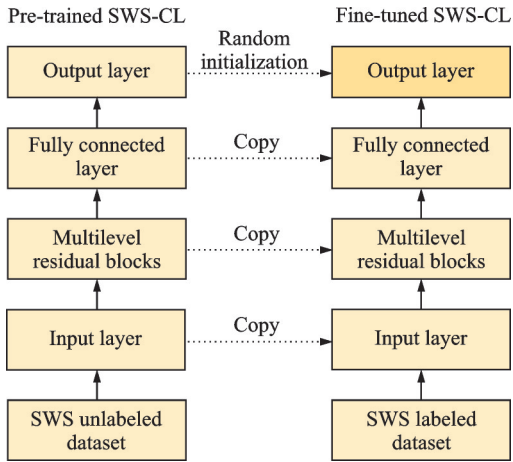 Pre-trained SWS-CL
Fine-tuned SWS-CL
Output layer
Random
initialization
Output layer
Fully connected
layer
Copy
Fully connected
layer
Multilevel
residual blocks
Copy
Multilevel
residual blocks
Input layer
Copy
Input layer
SWS unlabeled
dataset
SWS labeled
dataset